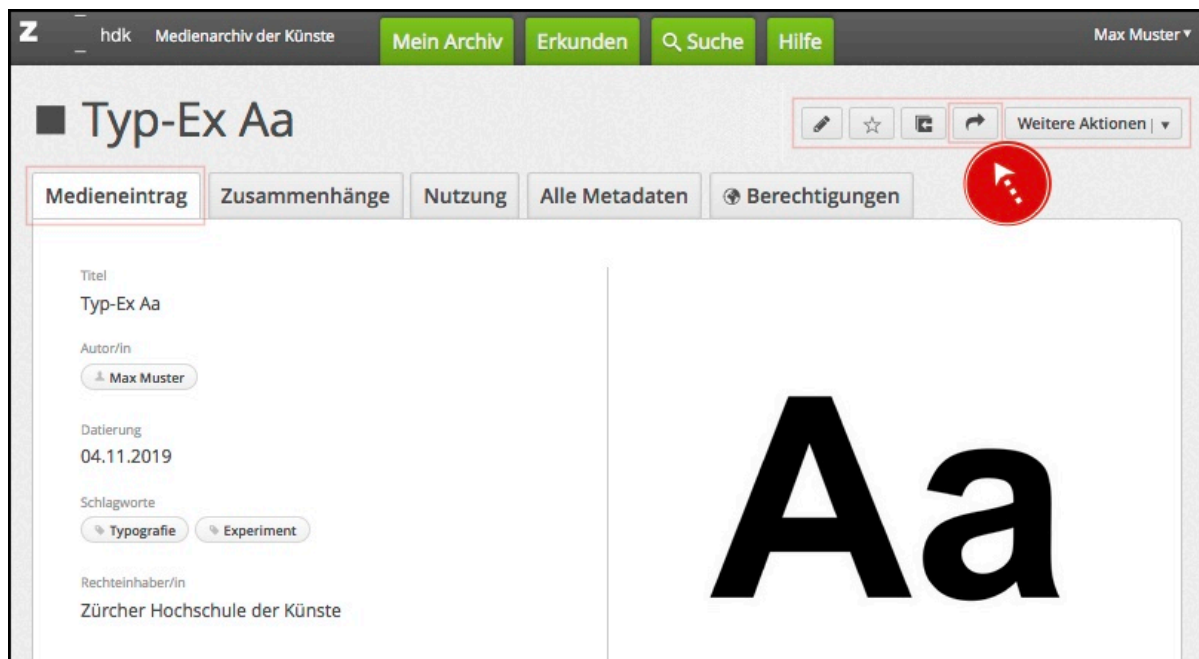 Z hdk Medienarchiv der Künste Mein Archiv Erkunden Suche Hilfe Max Muster
Typ-Ex Aa
Weitere Aktionen
Medieneintrag Zusammenhänge Nutzung Alle Metadaten Berechtigungen
Titel
Typ-Ex Aa
Autor/in
Max Muster
Datierung
04.11.2019
Schlagworte
Typografie Experiment
Rechteinhaber/in
Zürcher Hochschule der Künste
Aa